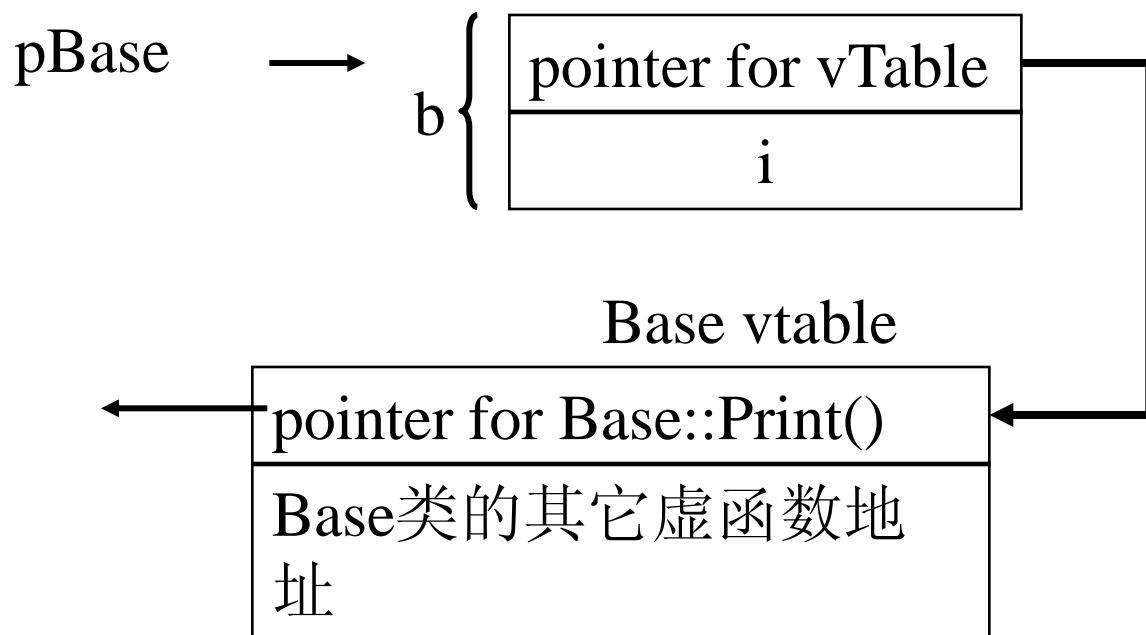 pBase
pointer for vTable
b
i
Base vtable
pointer for Base::Print()
Base类的其它虚函数地
址